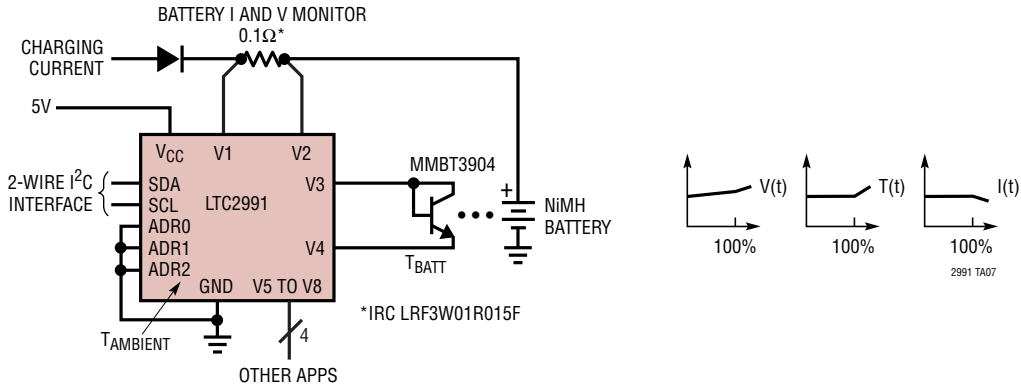 BATTERY I AND V MONITOR
0.1Ω*
CHARGING
CURRENT
5V
VCC
V1
V2
MMBT3904
2-WIRE I2C
INTERFACE
SDA
SCL
ADR0
ADR1
ADR2
LTC2991
V3
V4
+
NiMH
BATTERY
TBATT
GND
V5 TO V8
*IRC LRF3W01R015F
TAMBIENT
4
OTHER APPS
V(t)
100%
T(t)
100%
I(t)
100%
2991 TA07